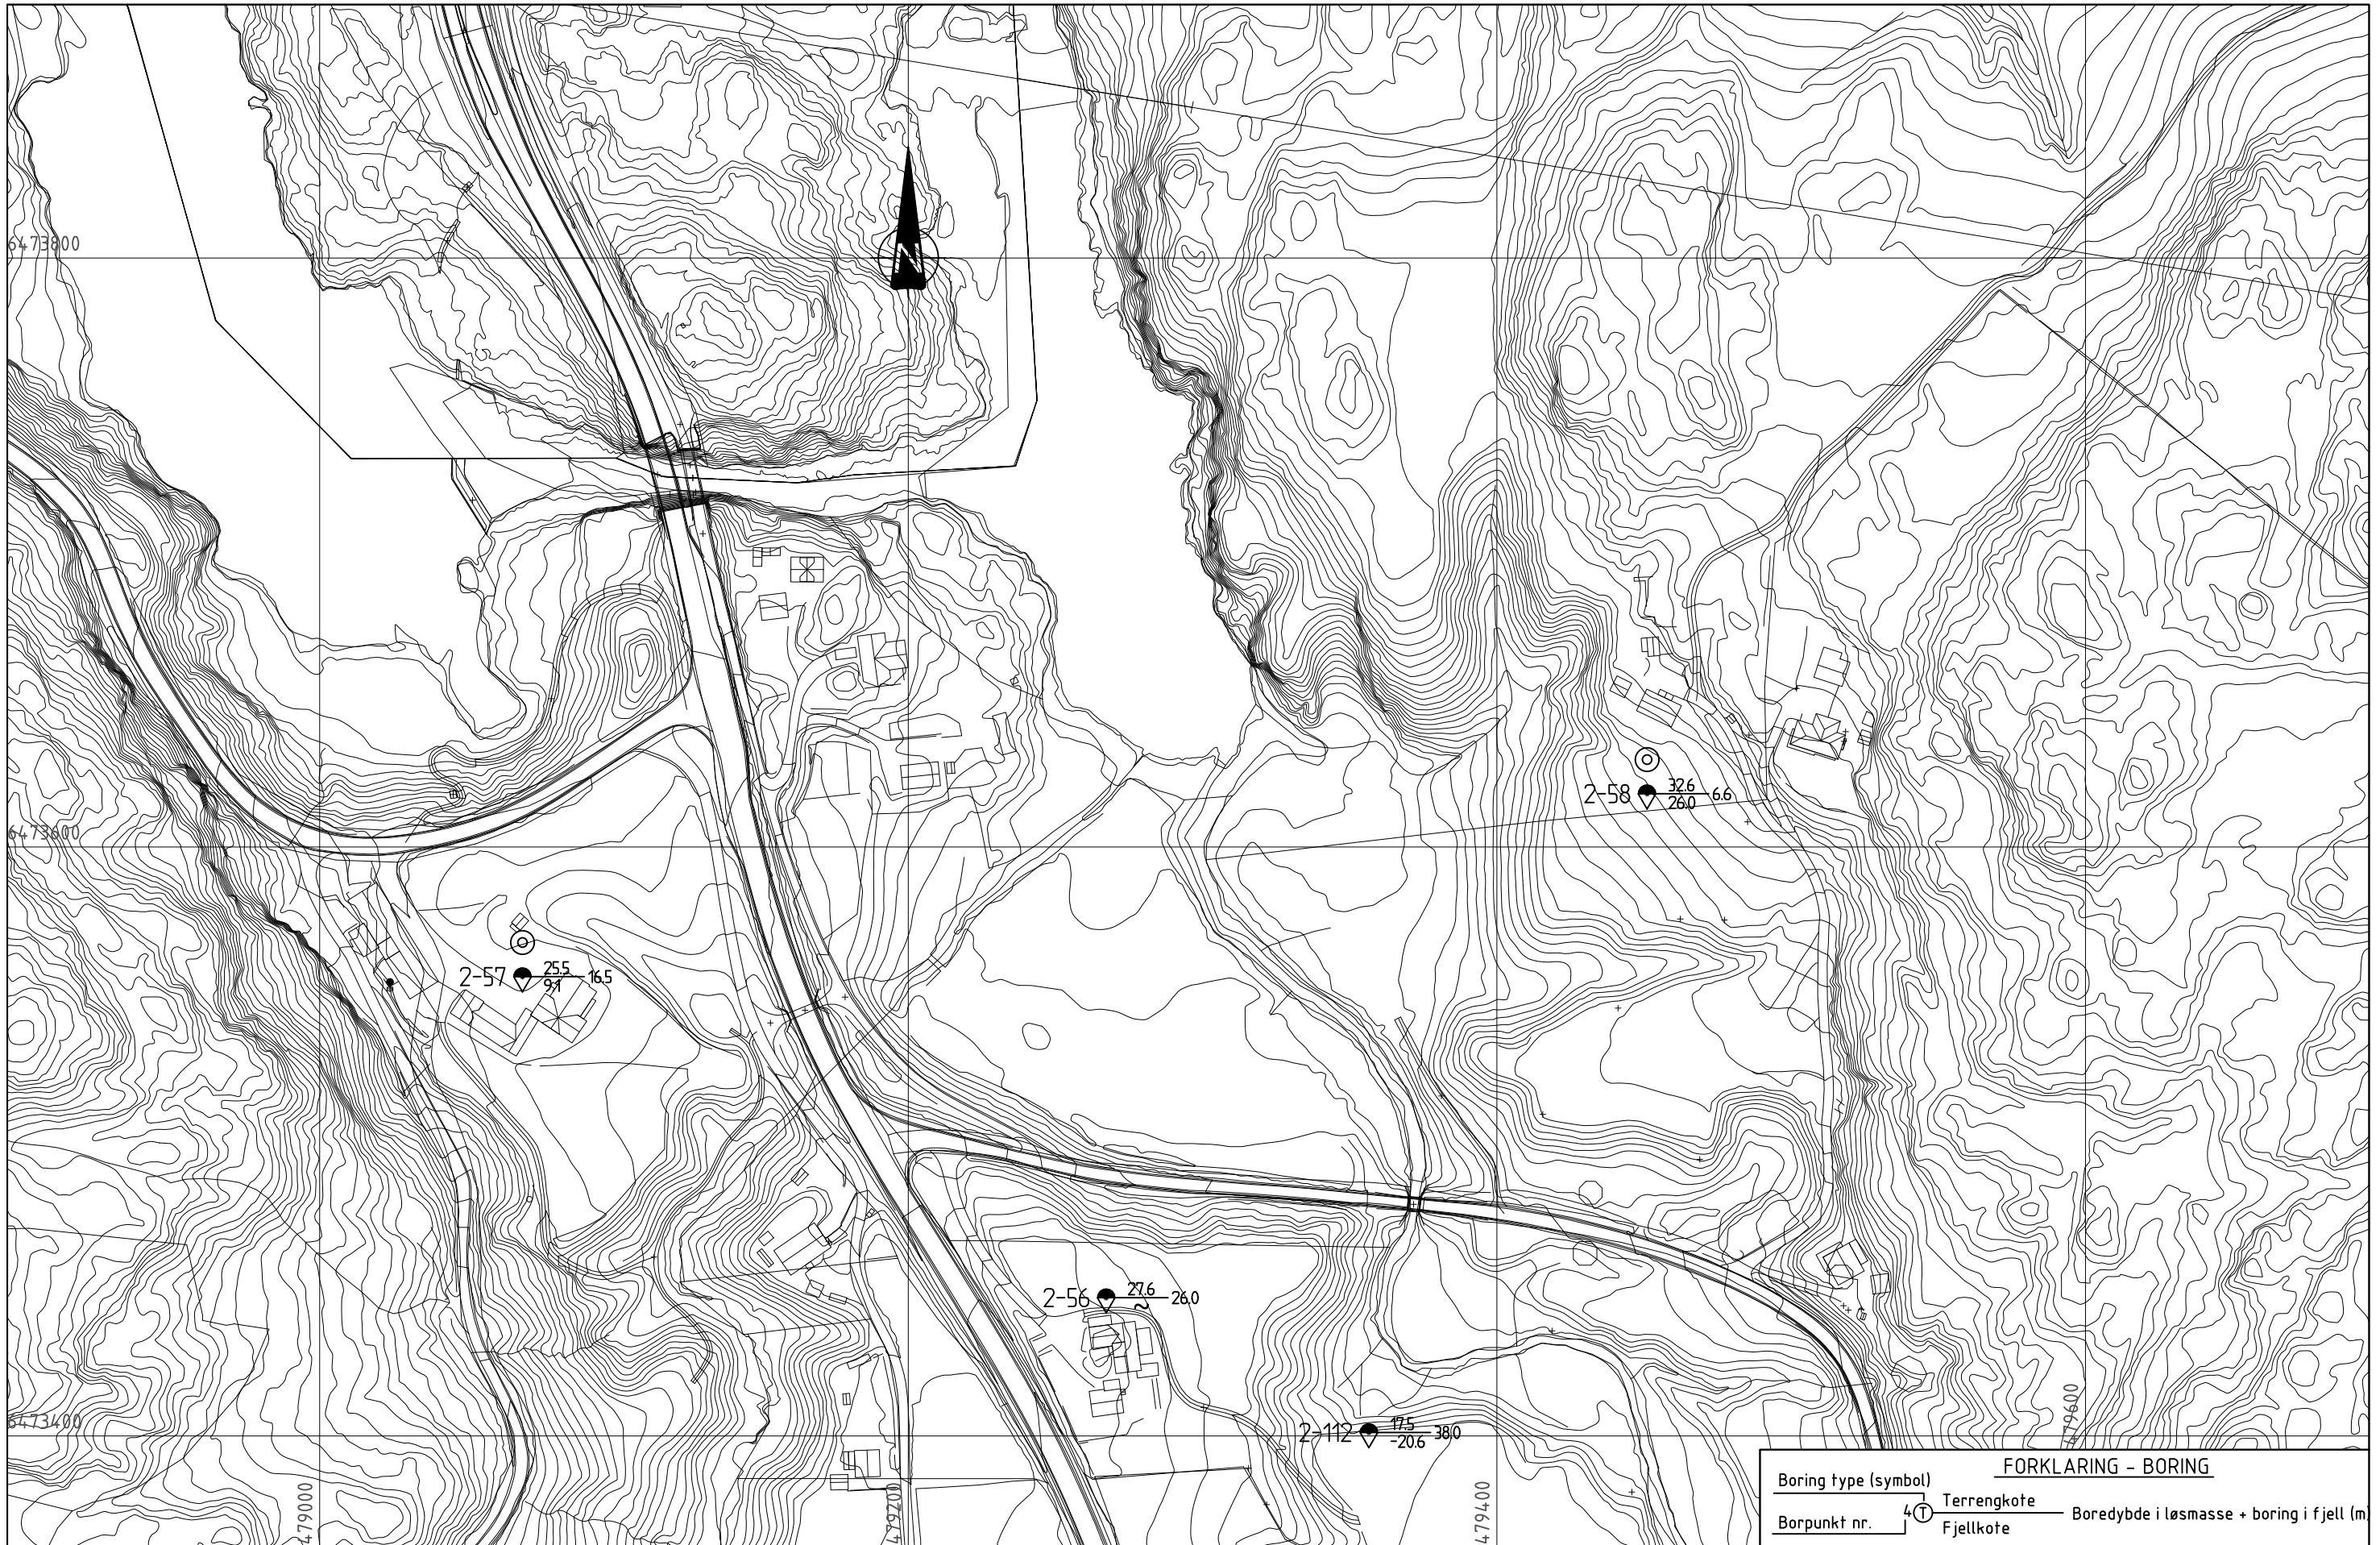 6473800
N
2-58 32.6 6.6
26.0
6473600
2-57 25.5 16.5
9.1
2-56 27.6 26.0
~
6473400
2-112 17.5 38.0
-20.6
479000
479200
479400
479600
FORKLARING - BORING
Boring type (symbol)
4 T Terrengkote
Boredybde i løsmasse + boring i fjell (m)
Borpunkt nr.
Fjellkote